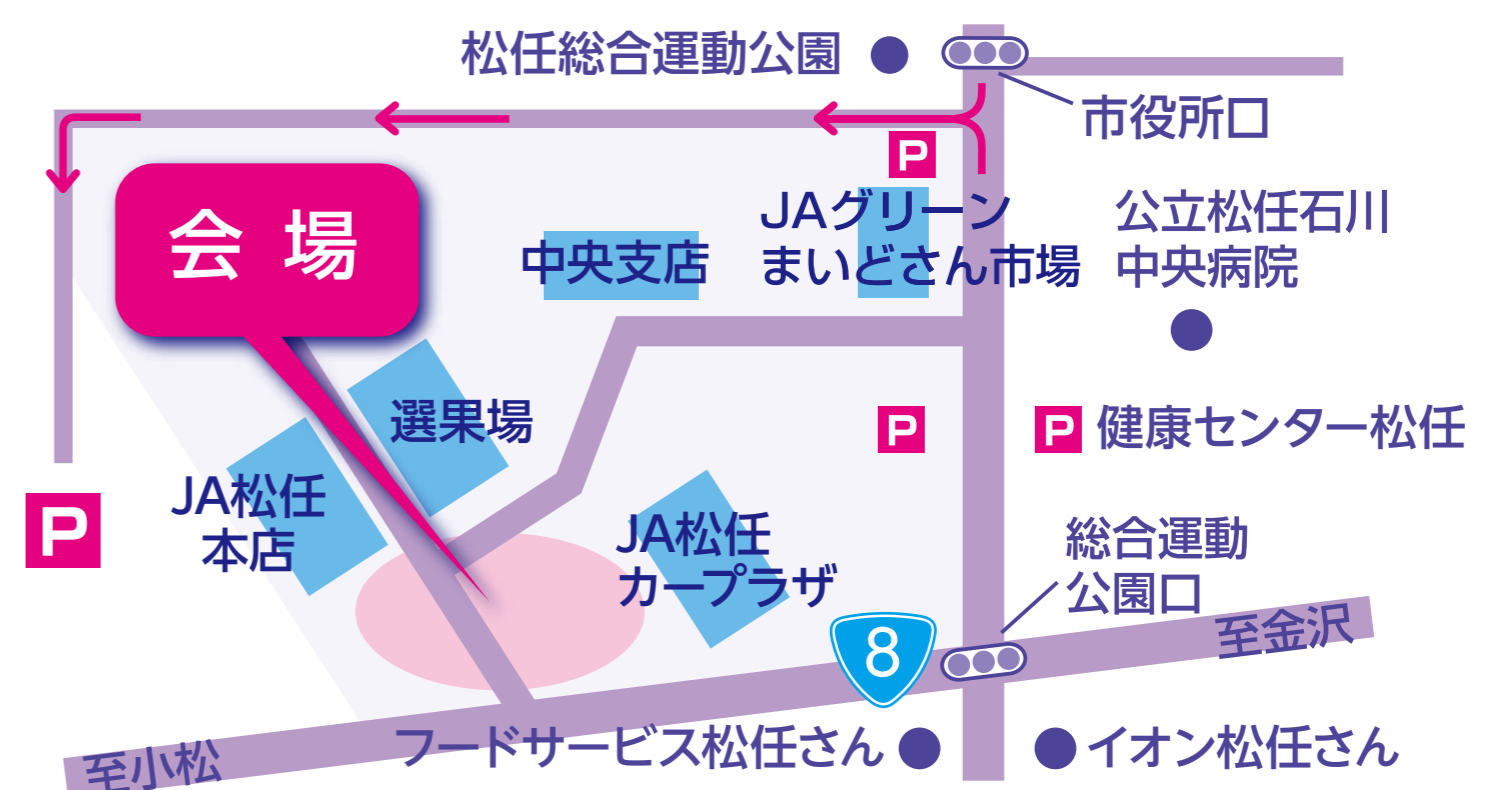 松任総合運動公園
市役所口
P
JAグリーン
まいどさん市場
公立松任石川
中央病院
会場
中央支店
選果場
P
P
健康センター松任
JA松任
本店
P
JA松任
カープラザ
総合運動
公園口
8
至金沢
至小松
フードサービス松任さん
イオン松任さん